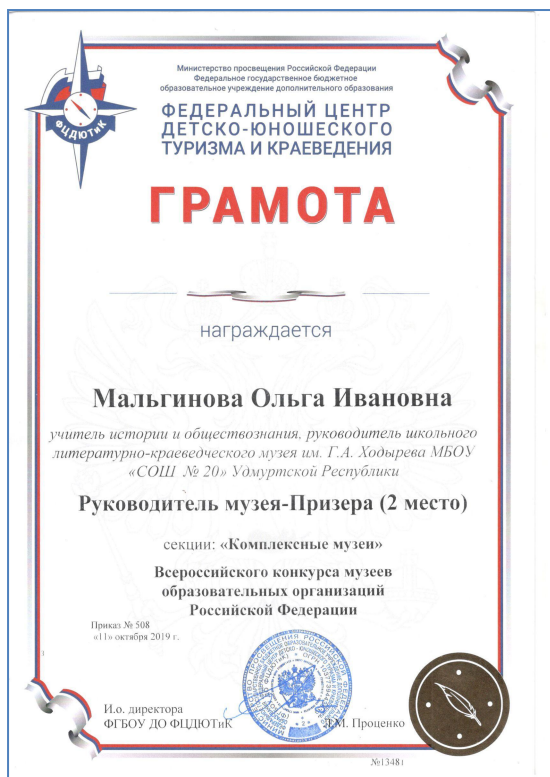 Министерство просвещения Российской Федерации
Федеральное государственное бюджетное
образовательное учреждение дополнительного образования
ФЕДЕРАЛЬНЫЙ ЦЕНТР
ДЕТСКО-ЮНОШЕСКОГО
ТУРИЗМА И КРАЕВЕДЕНИЯ
ФЦДЮТиК
ГРАМОТА
награждается
Мальгинова Ольга Ивановна
учитель истории и обществознания, руководитель школьного
литературно-краеведческого музея им. Г.А. Ходырева МБОУ
«СОШ № 20» Удмуртской Республики
Руководитель музея-Призера (2 место)
секции: «Комплексные музеи»
Всероссийского конкурса музеев
образовательных организаций
Российской Федерации
Приказ № 508
«11» октября 2019 г.
И.о. директора
ФГБОУ ДО ФЦДЮТиК
Л.М. Проценко
№13481